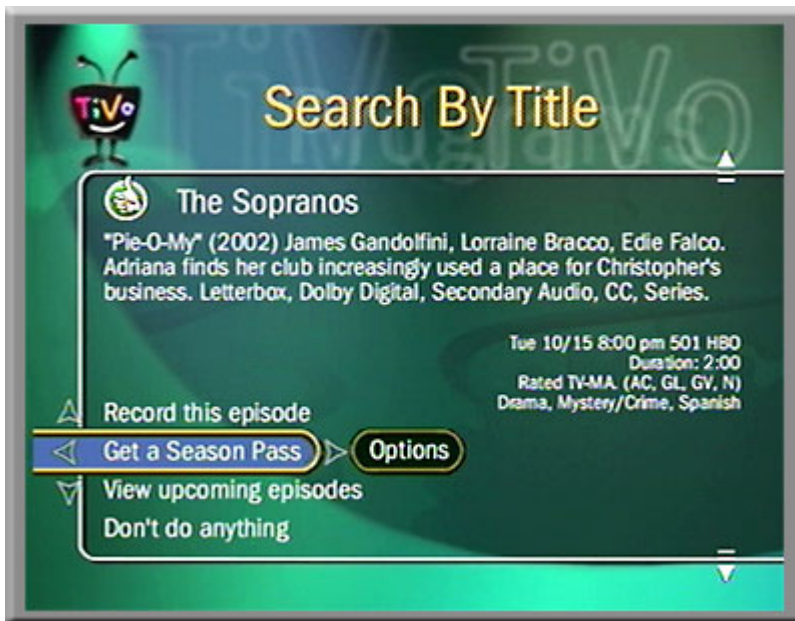 TiVo
Search By Title
The Sopranos
"Pie-O-My" (2002) James Gandolfini, Lorraine Bracco, Edie Falco.
Adriana finds her club increasingly used a place for Christopher's
business. Letterbox, Dolby Digital, Secondary Audio, CC, Series.
Tue 10/15 8:00 pm 501 HBO
Duration: 2:00
Rated TV-MA. (AC, GL, GV, N)
Drama, Mystery/Crime, Spanish
Record this episode
Get a Season Pass
Options
View upcoming episodes
Don't do anything